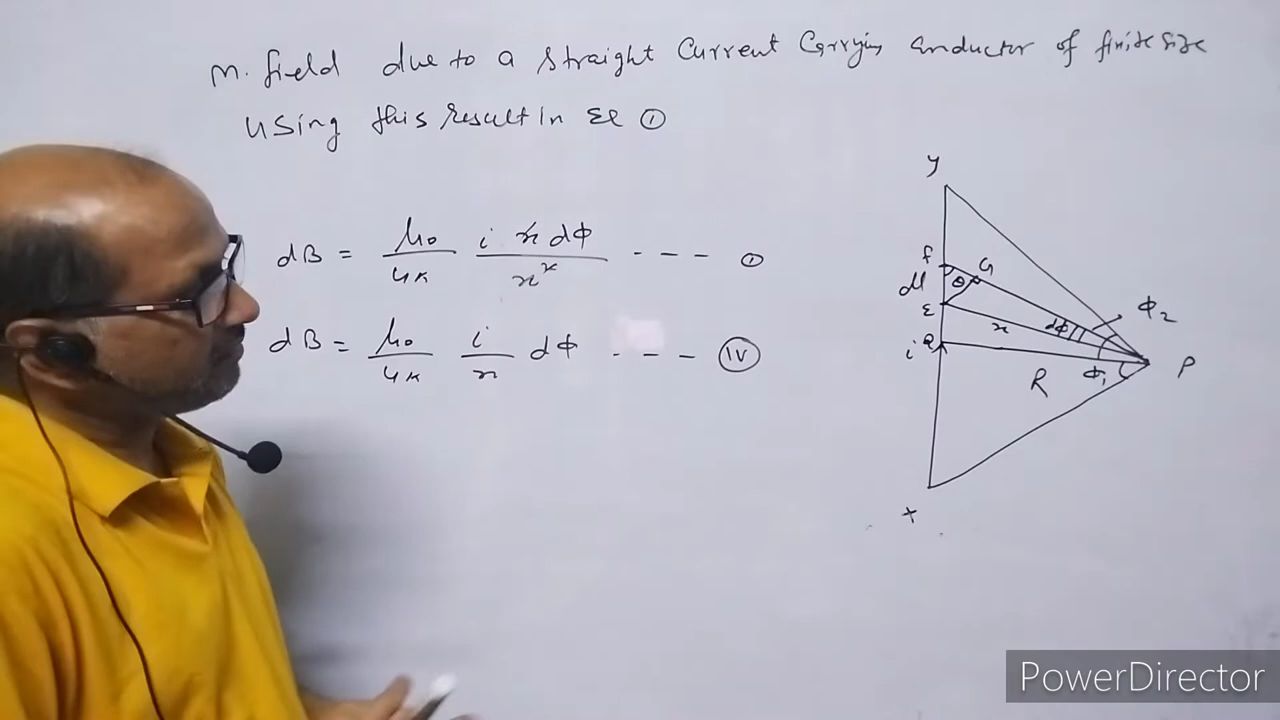 M. field due to a straight Current Carrying Conductor of finite size
using this result in Eq ①
dB = μ₀/4π i x dΦ/x² - - - ①
dB = μ₀/4π i/x dΦ - - - (IV)
y
f
G
dl
θ
E
x
dΦ
Φ₂
i
Q
R
Φ₁
P
x
PowerDirector